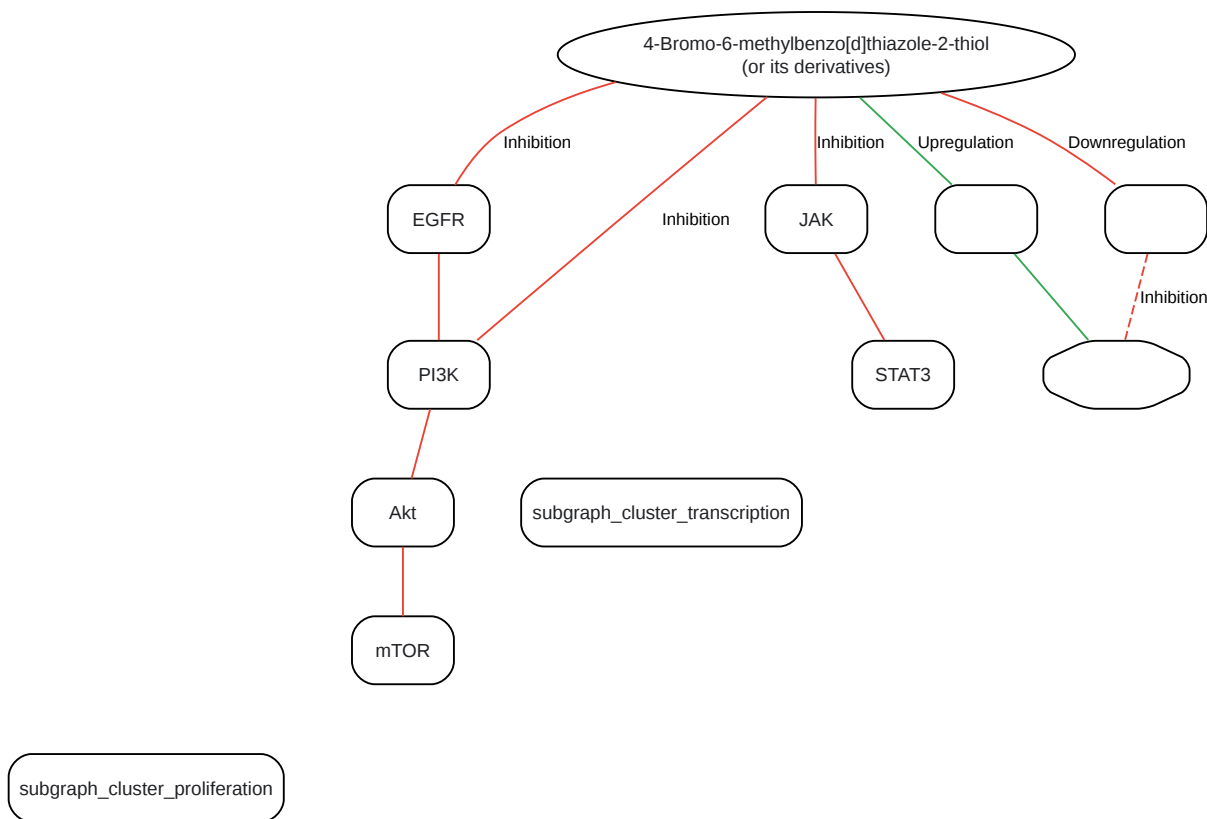 4-Bromo-6-methylbenzo[d]thiazole-2-thiol
(or its derivatives)
Inhibition
Inhibition
Upregulation
Downregulation
EGFR
Inhibition
JAK
Inhibition
PI3K
STAT3
Akt
subgraph_cluster_transcription
mTOR
subgraph_cluster_proliferation